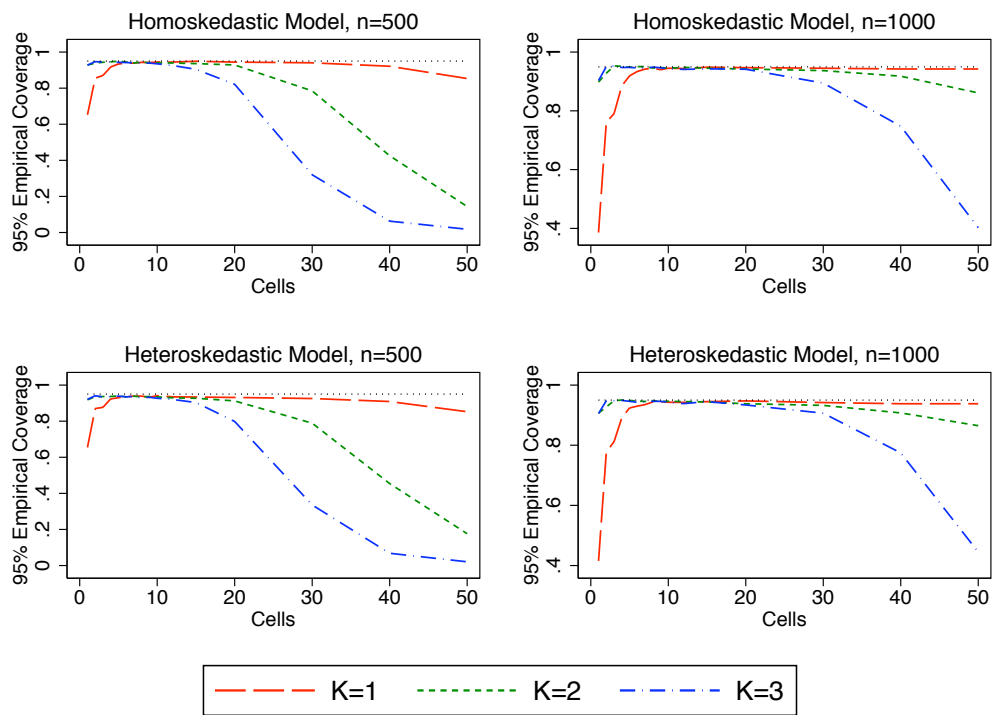 Homoskedastic Model, n=500
95% Empirical Coverage
0 .2 .4 .6 .8 1
0 10 20 30 40 50
Cells
Homoskedastic Model, n=1000
95% Empirical Coverage
.4 .6 .8 1
0 10 20 30 40 50
Cells
Heteroskedastic Model, n=500
95% Empirical Coverage
0 .2 .4 .6 .8 1
0 10 20 30 40 50
Cells
Heteroskedastic Model, n=1000
95% Empirical Coverage
.4 .6 .8 1
0 10 20 30 40 50
Cells
K=1 K=2 K=3